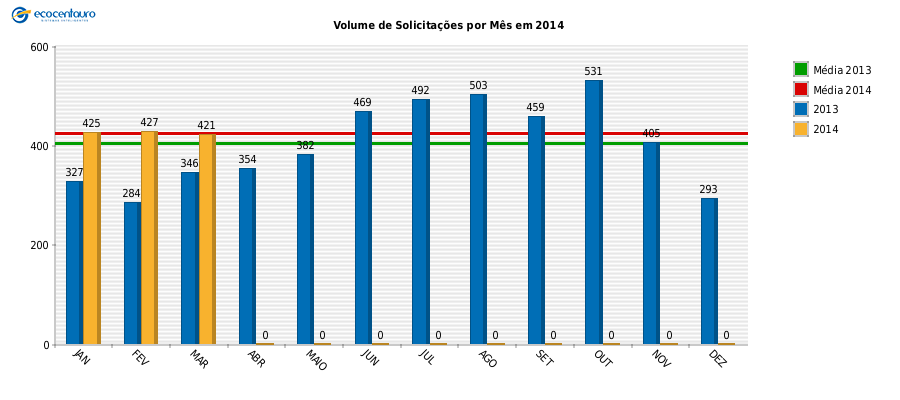 ecocentauro
Volume de Solicitações por Mês em 2014
600
400
200
0
327
425
284
427
346
421
354
0
382
0
469
0
492
0
503
0
459
0
531
0
405
0
293
0
JAN
FEV
MAR
ABR
MAIO
JUN
JUL
AGO
SET
OUT
NOV
DEZ
Média 2013
Média 2014
2013
2014